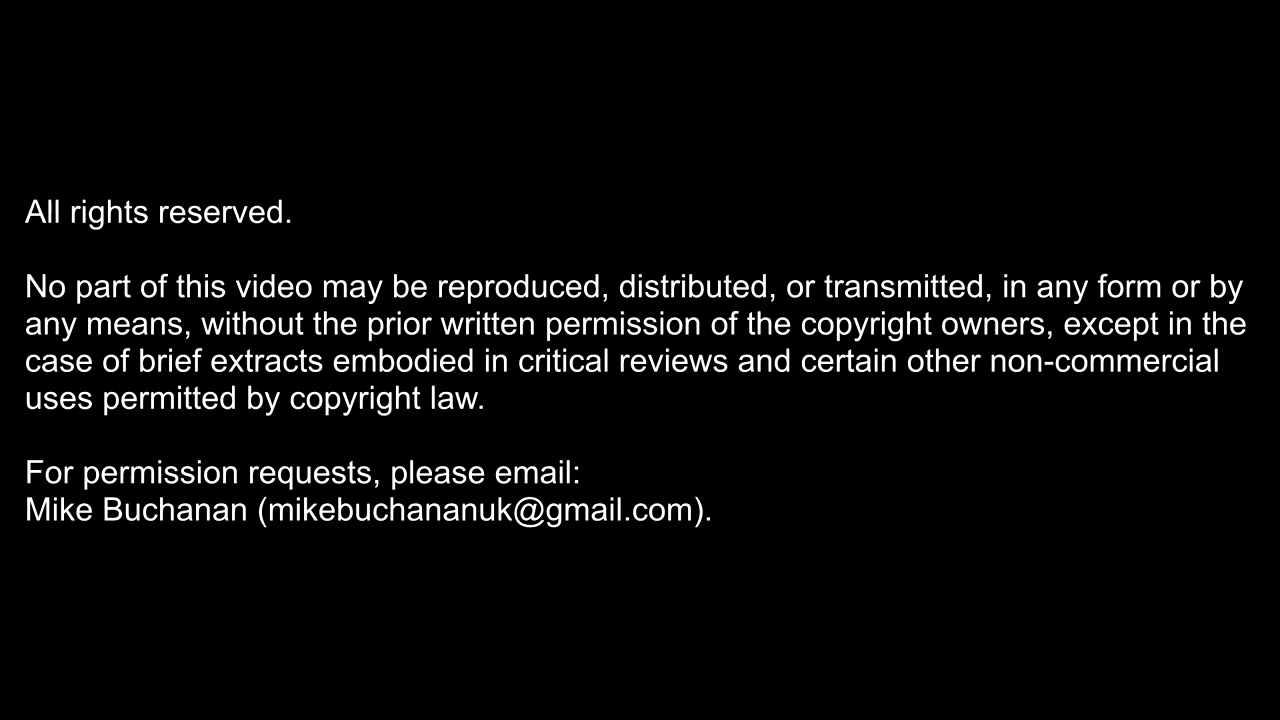 All rights reserved.
No part of this video may be reproduced, distributed, or transmitted, in any form or by
any means, without the prior written permission of the copyright owners, except in the
case of brief extracts embodied in critical reviews and certain other non-commercial
uses permitted by copyright law.
For permission requests, please email:
Mike Buchanan (mikebuchananuk@gmail.com).